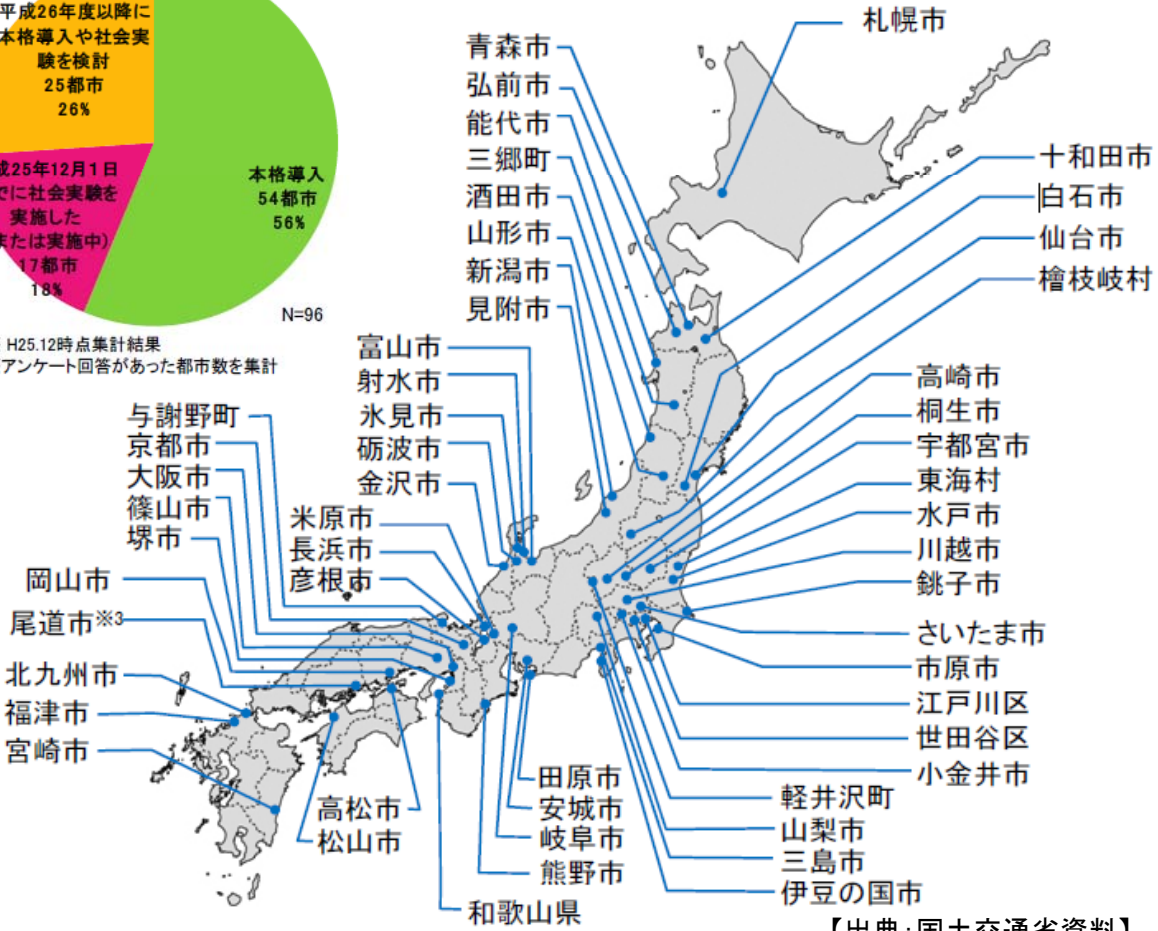 平成26年度以降に
本格導入や社会実
験を検討
25都市
26%
成25年12月1日
でに社会実験を
実施した
または実施中)
17都市
18%
本格導入
54都市
56%
N=96
H25.12時点集計結果
アンケート回答があった都市数を集計
札幌市
青森市
弘前市
能代市
三郷町
酒田市
山形市
新潟市
見附市
十和田市
白石市
仙台市
檜枝岐村
富山市
射水市
氷見市
砺波市
金沢市
高崎市
桐生市
宇都宮市
東海村
水戸市
川越市
銚子市
さいたま市
市原市
江戸川区
世田谷区
小金井市
与謝野町
京都市
大阪市
篠山市
堺市
米原市
長浜市
彦根市
岡山市
尾道市※3
北九州市
福津市
宮崎市
高松市
松山市
田原市
安城市
岐阜市
熊野市
和歌山県
軽井沢町
山梨市
三島市
伊豆の国市
【出典:国土交通省資料】